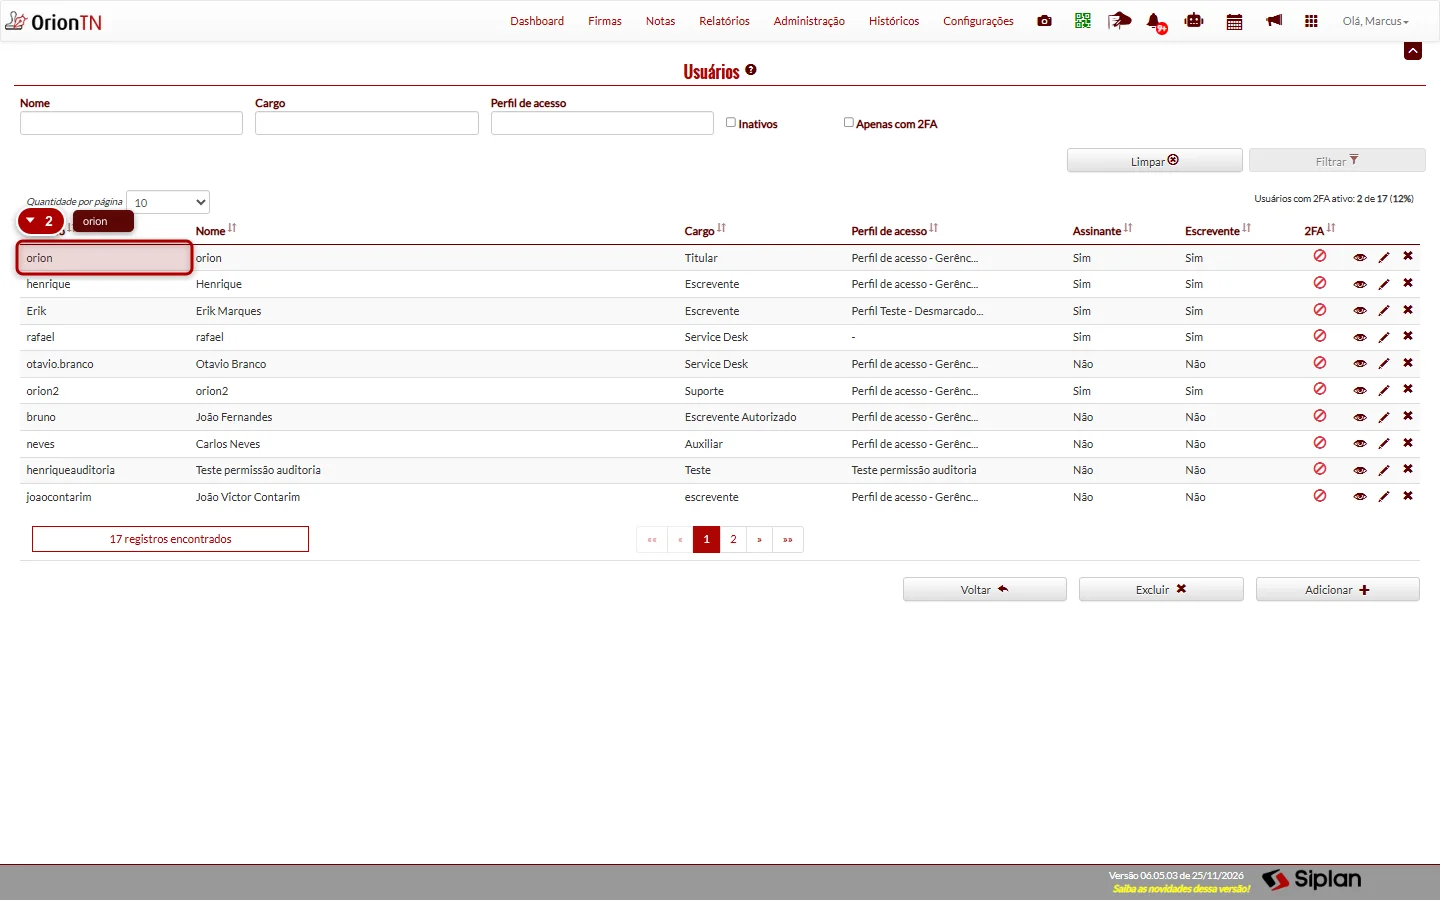 OrionTN
Dashboard Firmas Notas Relatórios Administração Históricos Configurações 9+ Olá, Marcus
Usuários ?
Nome Cargo Perfil de acesso
Inativos Apenas com 2FA
Limpar Filtrar
Quantidade por página 10 Usuários com 2FA ativo: 2 de 17 (12%)
2 orion
o Nome Cargo Perfil de acesso Assinante Escrevente 2FA
orion orion Titular Perfil de acesso - Gerênc... Sim Sim
henrique Henrique Escrevente Perfil de acesso - Gerênc... Sim Sim
Erik Erik Marques Escrevente Perfil Teste - Desmarcado... Sim Sim
rafael rafael Service Desk - Sim Sim
otavio.branco Otavio Branco Service Desk Perfil de acesso - Gerênc... Não Não
orion2 orion2 Suporte Perfil de acesso - Gerênc... Sim Sim
bruno João Fernandes Escrevente Autorizado Perfil de acesso - Gerênc... Não Não
neves Carlos Neves Auxiliar Perfil de acesso - Gerênc... Não Não
henriqueauditoria Teste permissão auditoria Teste Teste permissão auditoria Não Não
joaocontarim João Victor Contarim escrevente Perfil de acesso - Gerênc... Não Não
17 registros encontrados «« « 1 2 » »»
Voltar Excluir Adicionar
Versão 06.05.03 de 25/11/2026
Saiba as novidades dessa versão!
Siplan